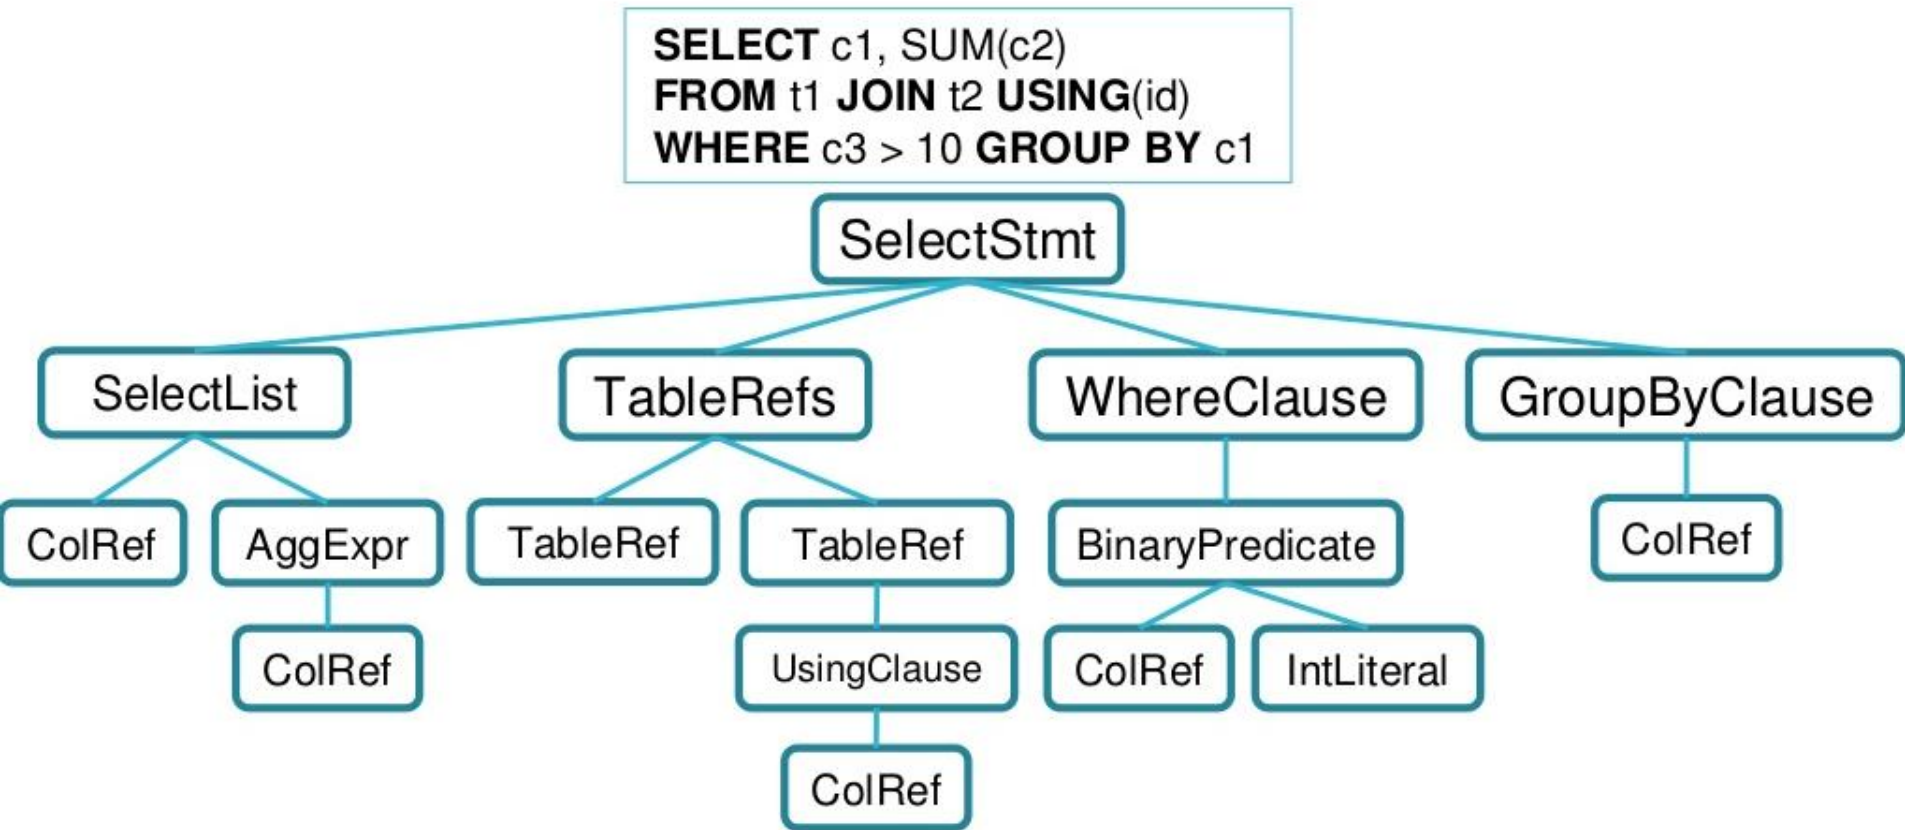 SELECT c1, SUM(c2)
FROM t1 JOIN t2 USING(id)
WHERE c3 > 10 GROUP BY c1
SelectStmt
SelectList
TableRefs
WhereClause
GroupByClause
ColRef
AggExpr
TableRef
TableRef
BinaryPredicate
ColRef
ColRef
UsingClause
ColRef
IntLiteral
ColRef